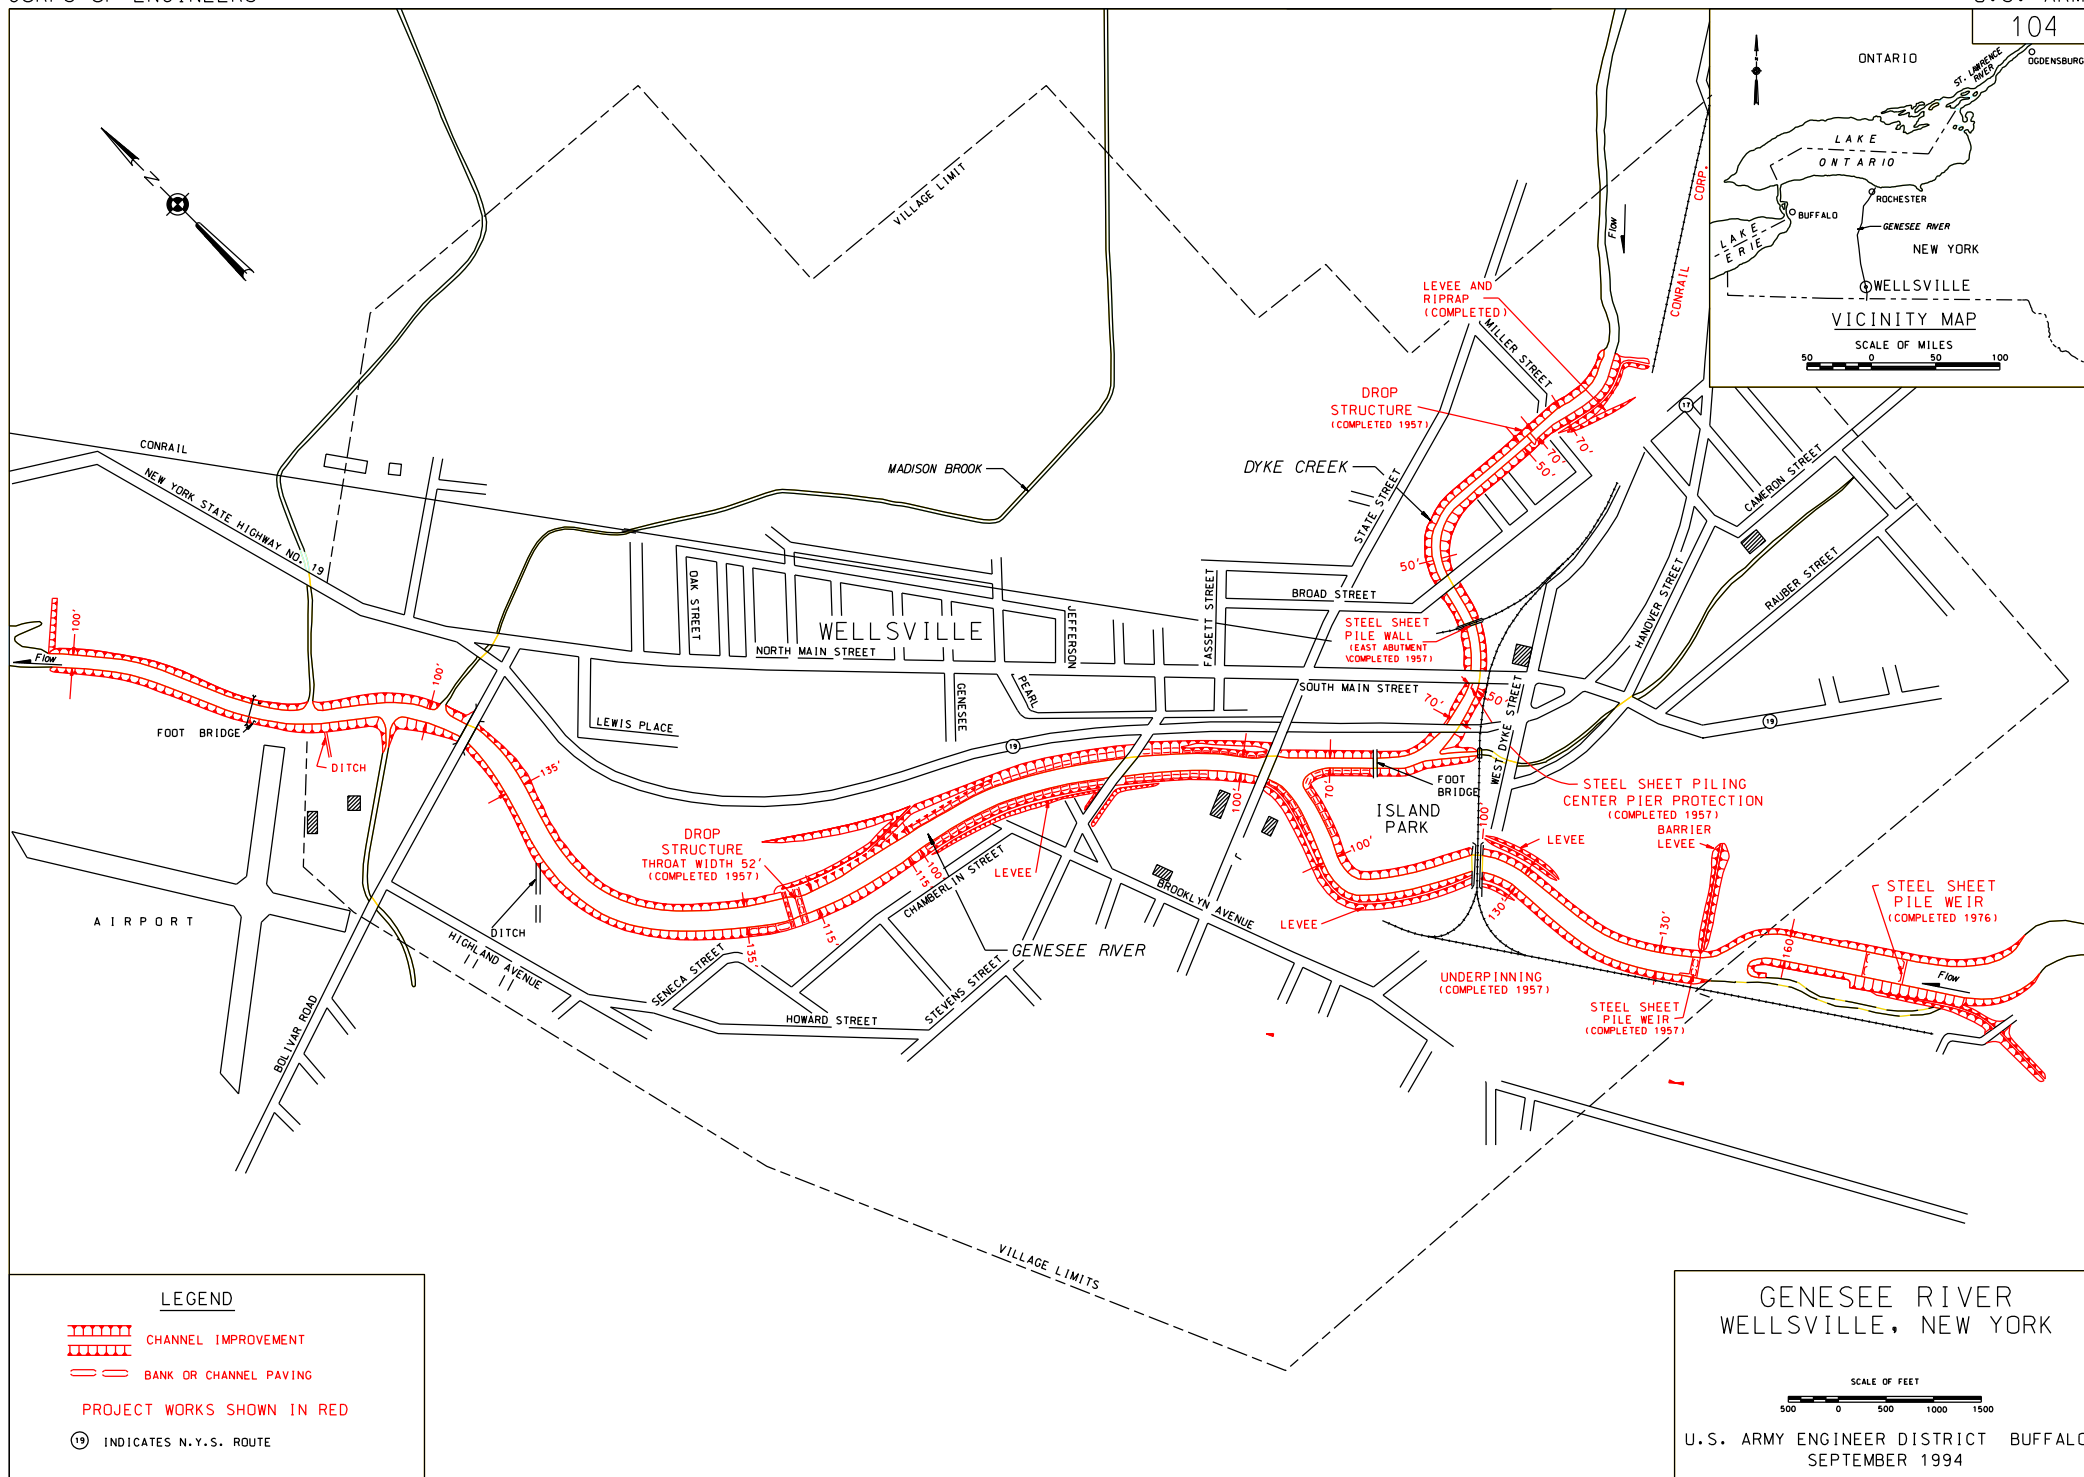 104
ONTARIO
ST. LAWRENCE
RIVER
OGDENSBURG
N
LAKE
ONTARIO
ROCHESTER
BUFFALO
GENESEE RIVER
LAKE
ERIE
NEW YORK
WELLSVILLE
VICINITY MAP
SCALE OF MILES
50 0 50 100
VILLAGE LIMIT
Flow
CORP.
CONRAIL
LEVEE AND
RIPRAP
(COMPLETED)
MILLER STREET
DROP
STRUCTURE
(COMPLETED 1957)
70'
70'
50'
17
CONRAIL
NEW YORK STATE HIGHWAY NO. 19
MADISON BROOK
DYKE CREEK
STATE STREET
CAMERON STREET
50'
OAK STREET
WELLSVILLE
NORTH MAIN STREET
JEFFERSON
FASSETT STREET
BROAD STREET
STEEL SHEET
PILE WALL
(EAST ABUTMENT
COMPLETED 1957)
HANOVER STREET
RAUBER STREET
100'
Flow
100'
FOOT BRIDGE
DITCH
LEWIS PLACE
GENESEE
PEARL
SOUTH MAIN STREET
70'
50'
WEST DYKE STREET
19
19
135'
FOOT
BRIDGE
70'
100'
ISLAND
PARK
100'
STEEL SHEET PILING
CENTER PIER PROTECTION
(COMPLETED 1957)
BARRIER
LEVEE
LEVEE
DROP
STRUCTURE
THROAT WIDTH 52'
(COMPLETED 1957)
100'
115'
CHAMBERLIN STREET
LEVEE
100'
BROOKLYN AVENUE
LEVEE
130'
130'
160'
STEEL SHEET
PILE WEIR
(COMPLETED 1976)
Flow
AIRPORT
DITCH
HIGHLAND AVENUE
135'
115'
GENESEE RIVER
SENECA STREET
STEVENS STREET
HOWARD STREET
BOLIVAR ROAD
UNDERPINNING
(COMPLETED 1957)
STEEL SHEET
PILE WEIR
(COMPLETED 1957)
VILLAGE LIMITS
LEGEND
CHANNEL IMPROVEMENT
BANK OR CHANNEL PAVING
PROJECT WORKS SHOWN IN RED
19 INDICATES N.Y.S. ROUTE
GENESEE RIVER
WELLSVILLE, NEW YORK
SCALE OF FEET
500 0 500 1000 1500
U.S. ARMY ENGINEER DISTRICT BUFFALO
SEPTEMBER 1994